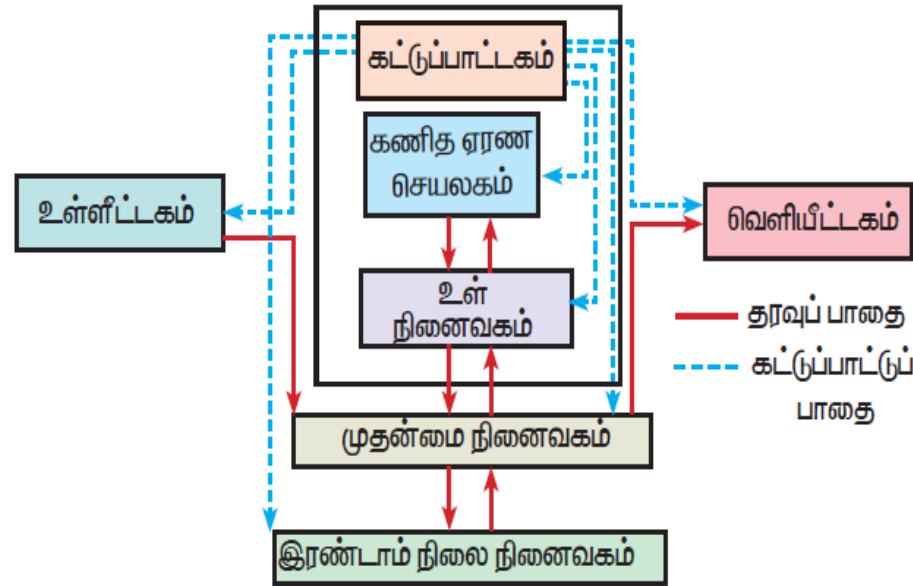 கட்டுப்பாட்டகம்
கணித ஏரண
செயலகம்
உள்ளீட்டகம்
வெளியீட்டகம்
உள்
நினைவகம்
தரவுப் பாதை
கட்டுப்பாட்டுப்
பாதை
முதன்மை நினைவகம்
இரண்டாம் நிலை நினைவகம்